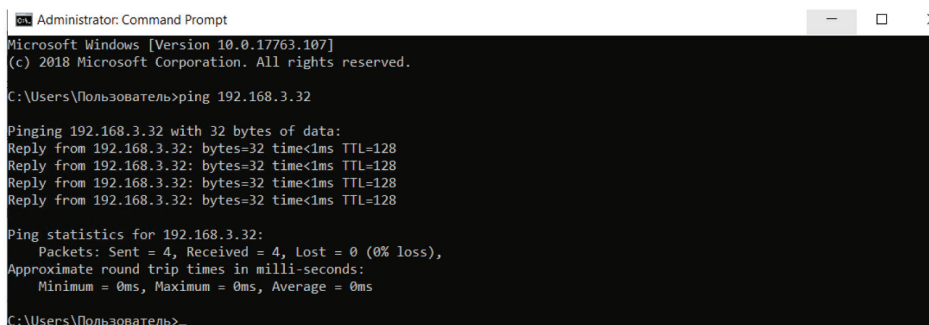 Administrator: Command Prompt
Microsoft Windows [Version 10.0.17763.107]
(c) 2018 Microsoft Corporation. All rights reserved.
C:\Users\Пользователь>ping 192.168.3.32
Pinging 192.168.3.32 with 32 bytes of data:
Reply from 192.168.3.32: bytes=32 time<1ms TTL=128
Reply from 192.168.3.32: bytes=32 time<1ms TTL=128
Reply from 192.168.3.32: bytes=32 time<1ms TTL=128
Reply from 192.168.3.32: bytes=32 time<1ms TTL=128
Ping statistics for 192.168.3.32:
    Packets: Sent = 4, Received = 4, Lost = 0 (0% loss),
Approximate round trip times in milli-seconds:
    Minimum = 0ms, Maximum = 0ms, Average = 0ms
C:\Users\Пользователь>_